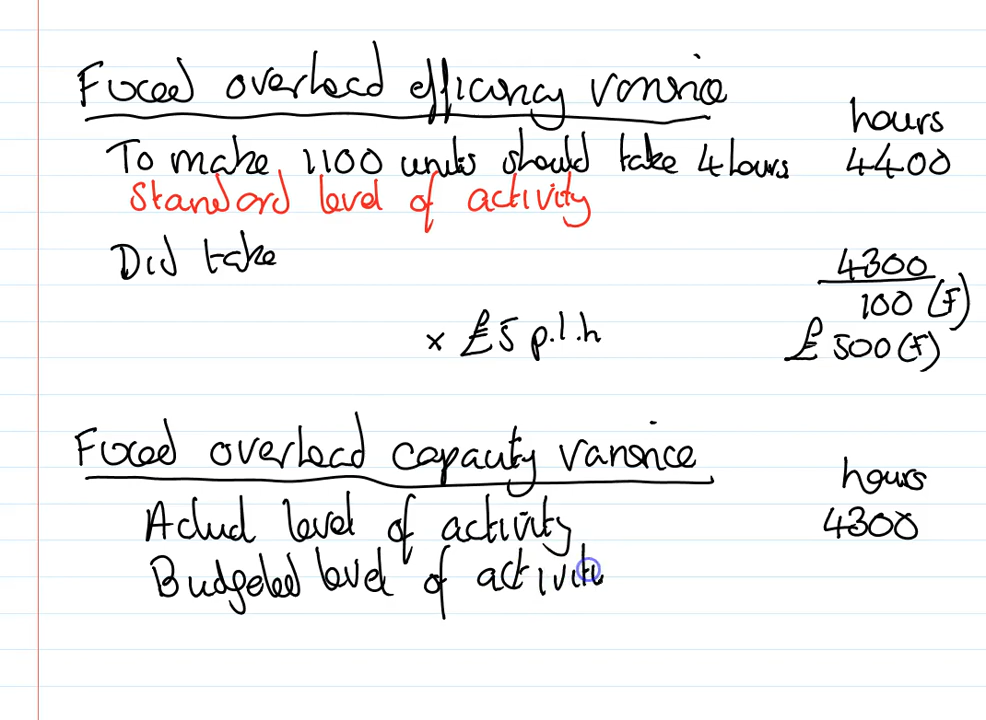 Fixed overhead efficiency variance
hours
To make 1100 units should take 4 hours 4400
Standard level of activity
Did take 4300
100 (F)
x £5 p.l.h £500 (F)
Fixed overhead capacity variance
hours
Actual level of activity 4300
Budgeted level of activity